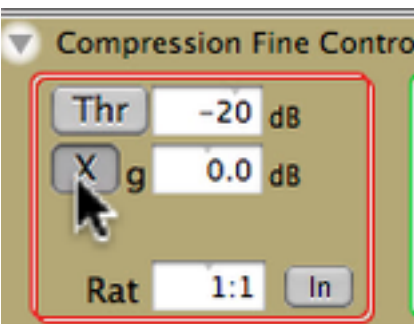 Compression Fine Contro
Thr -20 dB
X g 0.0 dB
Rat 1:1 In